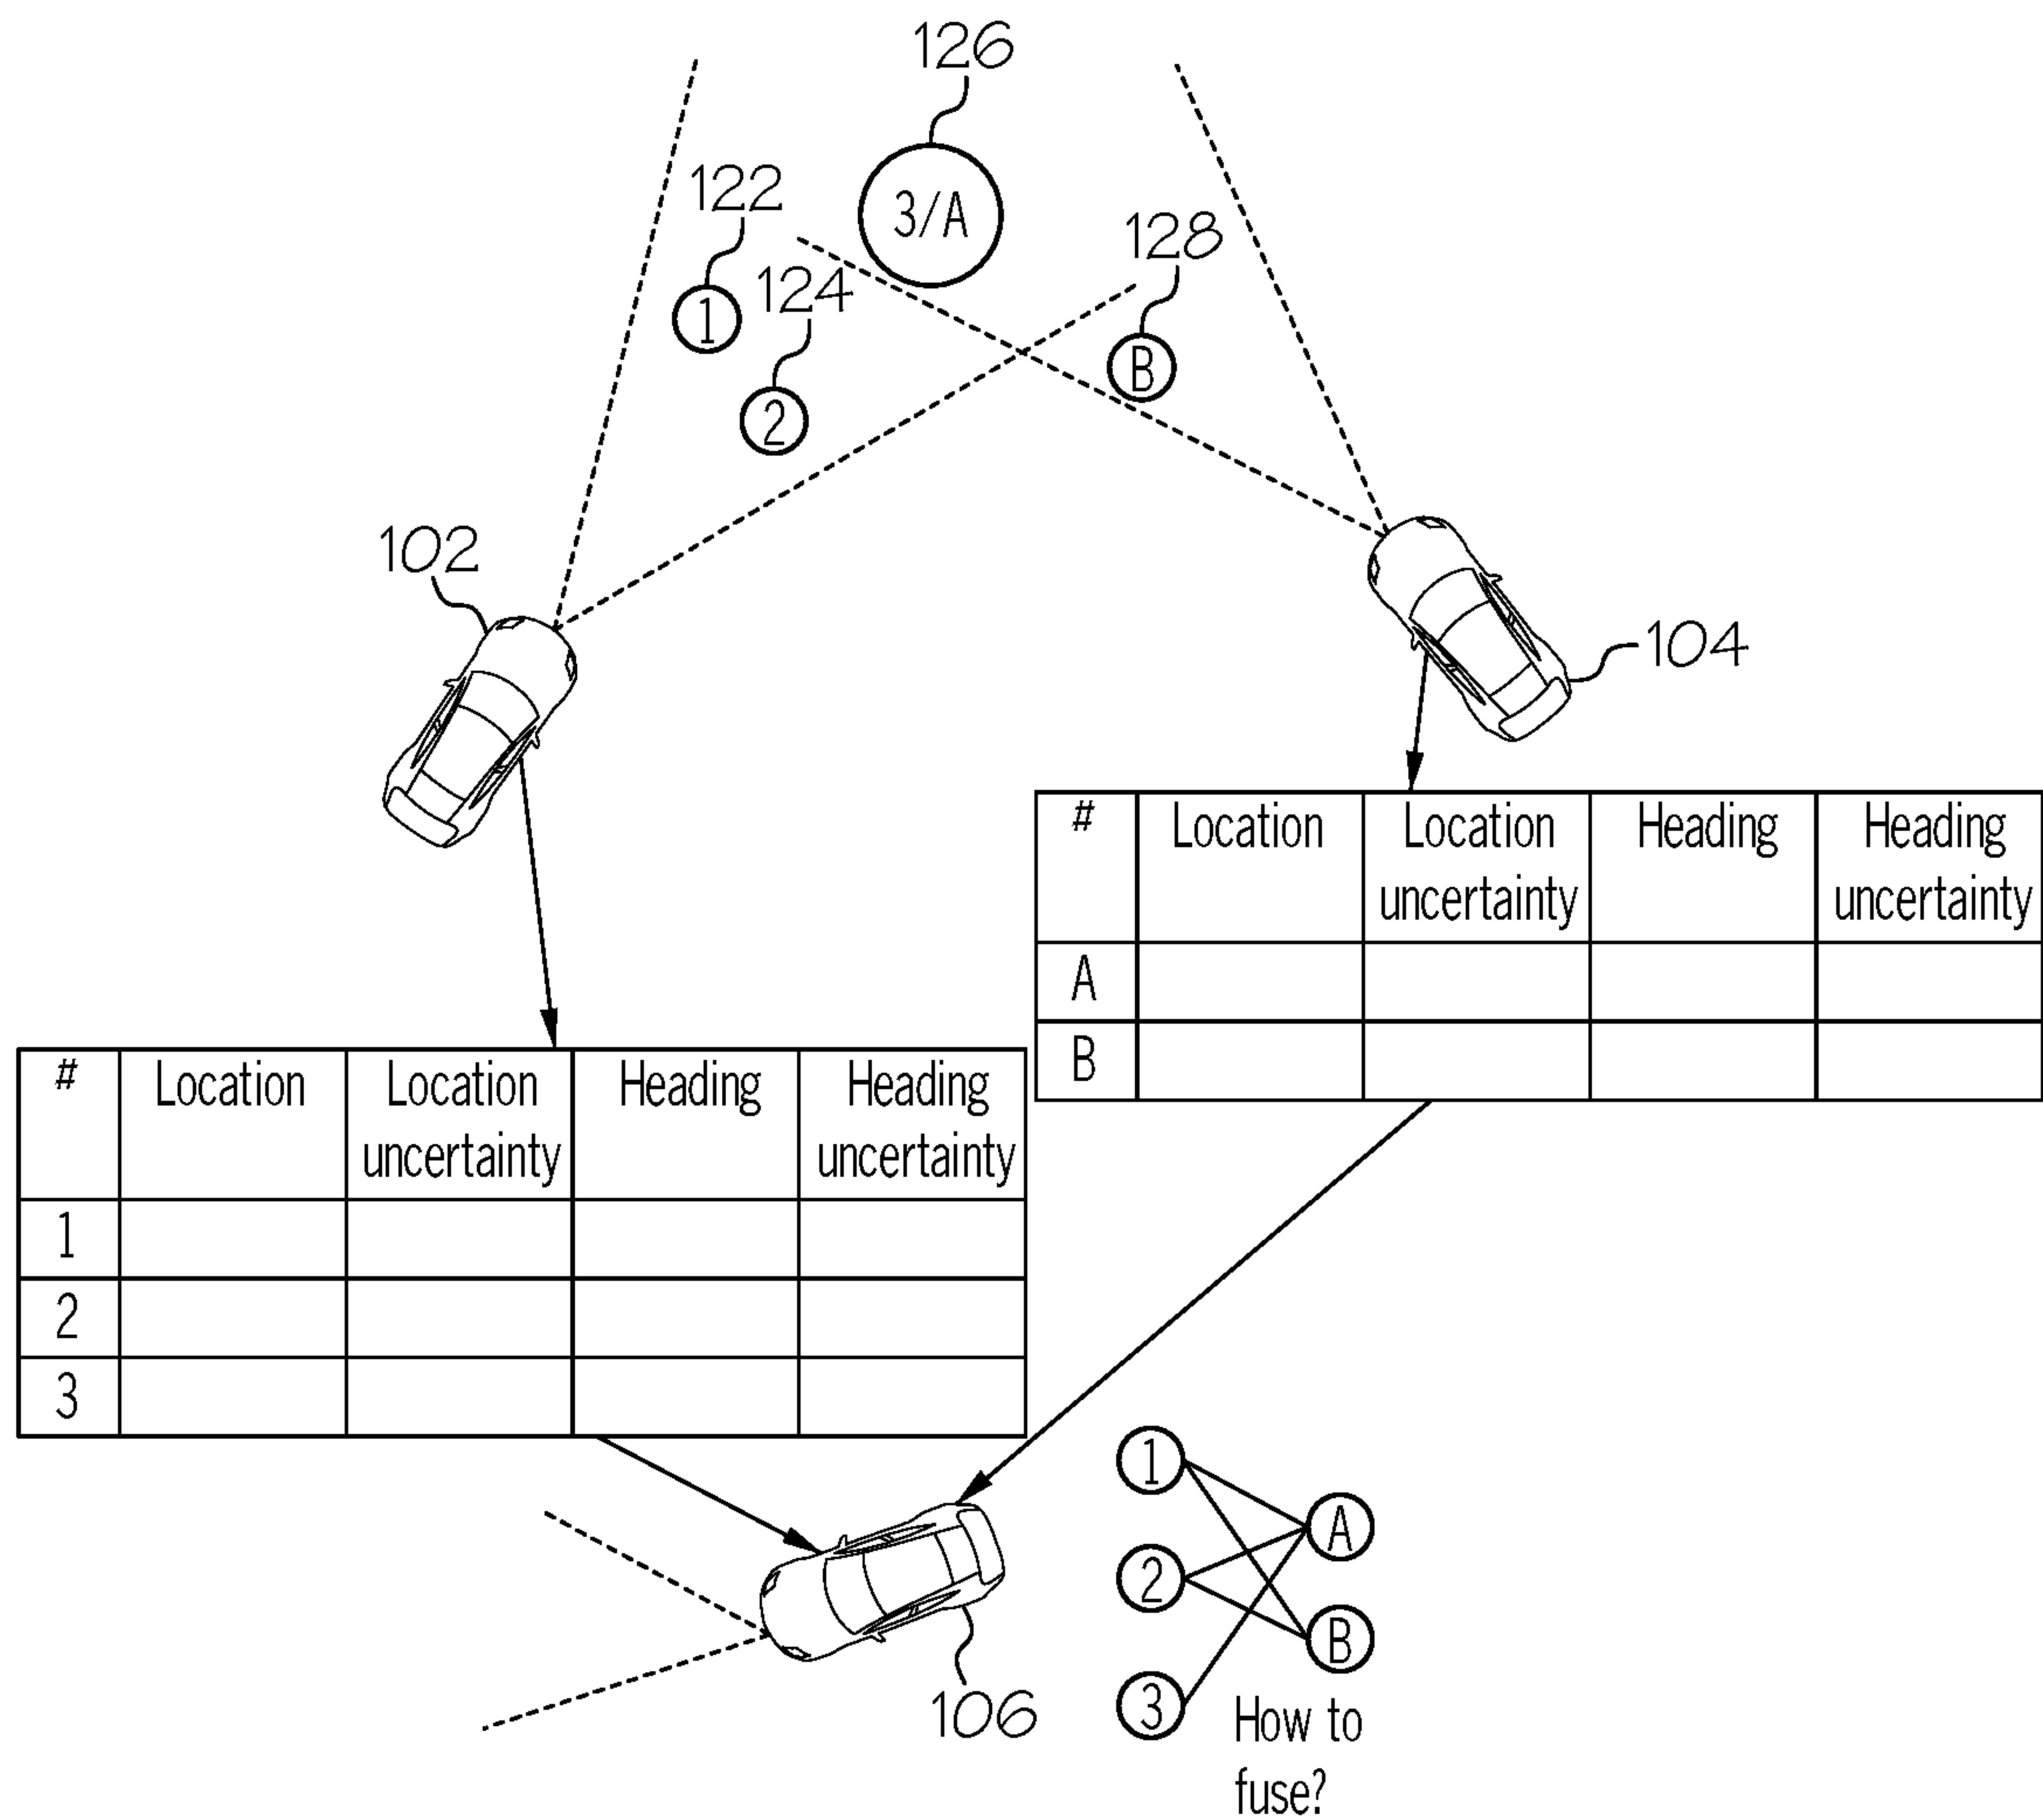 126
122
3/A
128
124
1
B
2
102
104
# Location Location Heading Heading
uncertainty uncertainty
A
B
# Location Location Heading Heading
uncertainty uncertainty
1
2
3
1
A
2
B
3
106
How to
fuse?